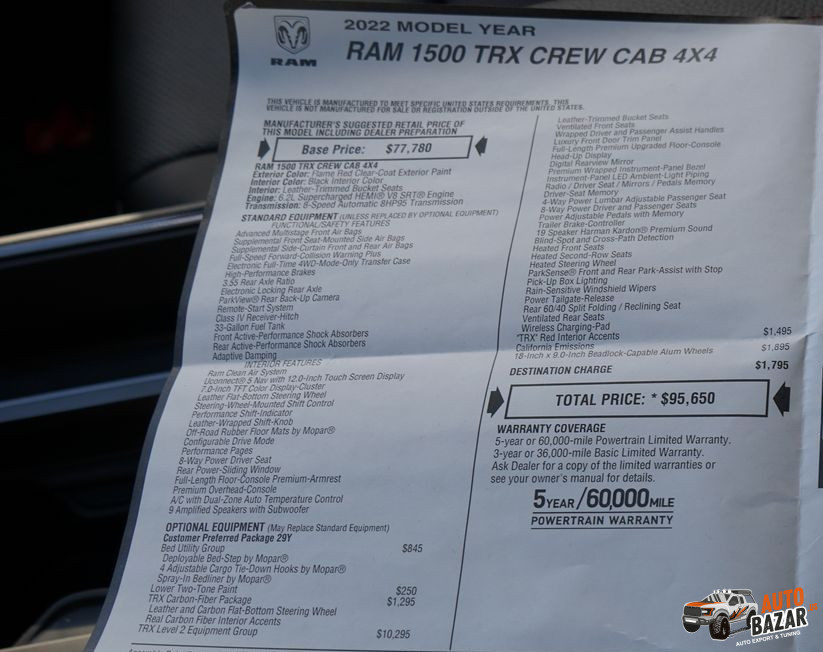 RAM
2022 MODEL YEAR
RAM 1500 TRX CREW CAB 4X4
THIS VEHICLE IS MANUFACTURED TO MEET SPECIFIC UNITED STATES REQUIREMENTS. THIS
VEHICLE IS NOT MANUFACTURED FOR SALE OR REGISTRATION OUTSIDE OF THE UNITED STATES.
MANUFACTURER'S SUGGESTED RETAIL PRICE OF
THIS MODEL INCLUDING DEALER PREPARATION
Base Price: $77,780
RAM 1500 TRX CREW CAB 4X4
Exterior Color: Flame Red Clear-Coat Exterior Paint
Interior Color: Black Interior Color
Interior: Leather-Trimmed Bucket Seats
Engine: 6.2L Supercharged HEMI® V8 SRT® Engine
Transmission: 8-Speed Automatic 8HP95 Transmission
STANDARD EQUIPMENT (UNLESS REPLACED BY OPTIONAL EQUIPMENT)
FUNCTIONAL/SAFETY FEATURES
Advanced Multistage Front Air Bags
Supplemental Front Seat-Mounted Side Air Bags
Supplemental Side-Curtain Front and Rear Air Bags
Full-Speed Forward-Collision Warning Plus
Electronic Full-Time 4WD-Mode-Only Transfer Case
High-Performance Brakes
3.55 Rear Axle Ratio
Electronic Locking Rear Axle
ParkView® Rear Back-Up Camera
Remote-Start System
Class IV Receiver-Hitch
33-Gallon Fuel Tank
Front Active-Performance Shock Absorbers
Rear Active-Performance Shock Absorbers
Adaptive Damping
INTERIOR FEATURES
Ram Clean Air System
Uconnect® 5 Nav with 12.0-Inch Touch Screen Display
7.0-Inch TFT Color Display-Cluster
Leather Flat-Bottom Steering Wheel
Steering-Wheel-Mounted Shift Control
Performance Shift-Indicator
Leather-Wrapped Shift-Knob
Off-Road Rubber Floor Mats by Mopar®
Configurable Drive Mode
Performance Pages
8-Way Power Driver Seat
Rear Power-Sliding Window
Full-Length Floor-Console Premium-Armrest
Premium Overhead-Console
A/C with Dual-Zone Auto Temperature Control
9 Amplified Speakers with Subwoofer
OPTIONAL EQUIPMENT (May Replace Standard Equipment)
Customer Preferred Package 29Y
Bed Utility Group $845
Deployable Bed-Step by Mopar®
4 Adjustable Cargo Tie-Down Hooks by Mopar®
Spray-In Bedliner by Mopar®
Lower Two-Tone Paint $250
TRX Carbon-Fiber Package $1,295
Leather and Carbon Flat-Bottom Steering Wheel
Real Carbon Fiber Interior Accents
TRX Level 2 Equipment Group $10,295
Leather-Trimmed Bucket Seats
Ventilated Front Seats
Wrapped Driver and Passenger Assist Handles
Luxury Front Door Trim Panel
Full-Length Premium Upgraded Floor-Console
Head-Up Display
Digital Rearview Mirror
Premium Wrapped Instrument-Panel Bezel
Instrument-Panel LED Ambient-Light Piping
Radio / Driver Seat / Mirrors / Pedals Memory
Driver-Seat Memory
4-Way Power Lumbar Adjustable Passenger Seat
8-Way Power Driver and Passenger Seats
Power Adjustable Pedals with Memory
Trailer Brake-Controller
19 Speaker Harman Kardon® Premium Sound
Blind-Spot and Cross-Path Detection
Heated Front Seats
Heated Second-Row Seats
Heated Steering Wheel
ParkSense® Front and Rear Park-Assist with Stop
Pick-Up Box Lighting
Rain-Sensitive Windshield Wipers
Power Tailgate-Release
Rear 60/40 Split Folding / Reclining Seat
Ventilated Rear Seats
Wireless Charging-Pad
"TRX" Red Interior Accents $1,495
California Emissions
18-Inch x 9.0-Inch Beadlock-Capable Alum Wheels $1,895
DESTINATION CHARGE $1,795
TOTAL PRICE: * $95,650
WARRANTY COVERAGE
5-year or 60,000-mile Powertrain Limited Warranty.
3-year or 36,000-mile Basic Limited Warranty.
Ask Dealer for a copy of the limited warranties or
see your owner's manual for details.
5 YEAR/60,000 MILE
POWERTRAIN WARRANTY
AUTO
BAZAR
AUTO EXPORT & TUNING